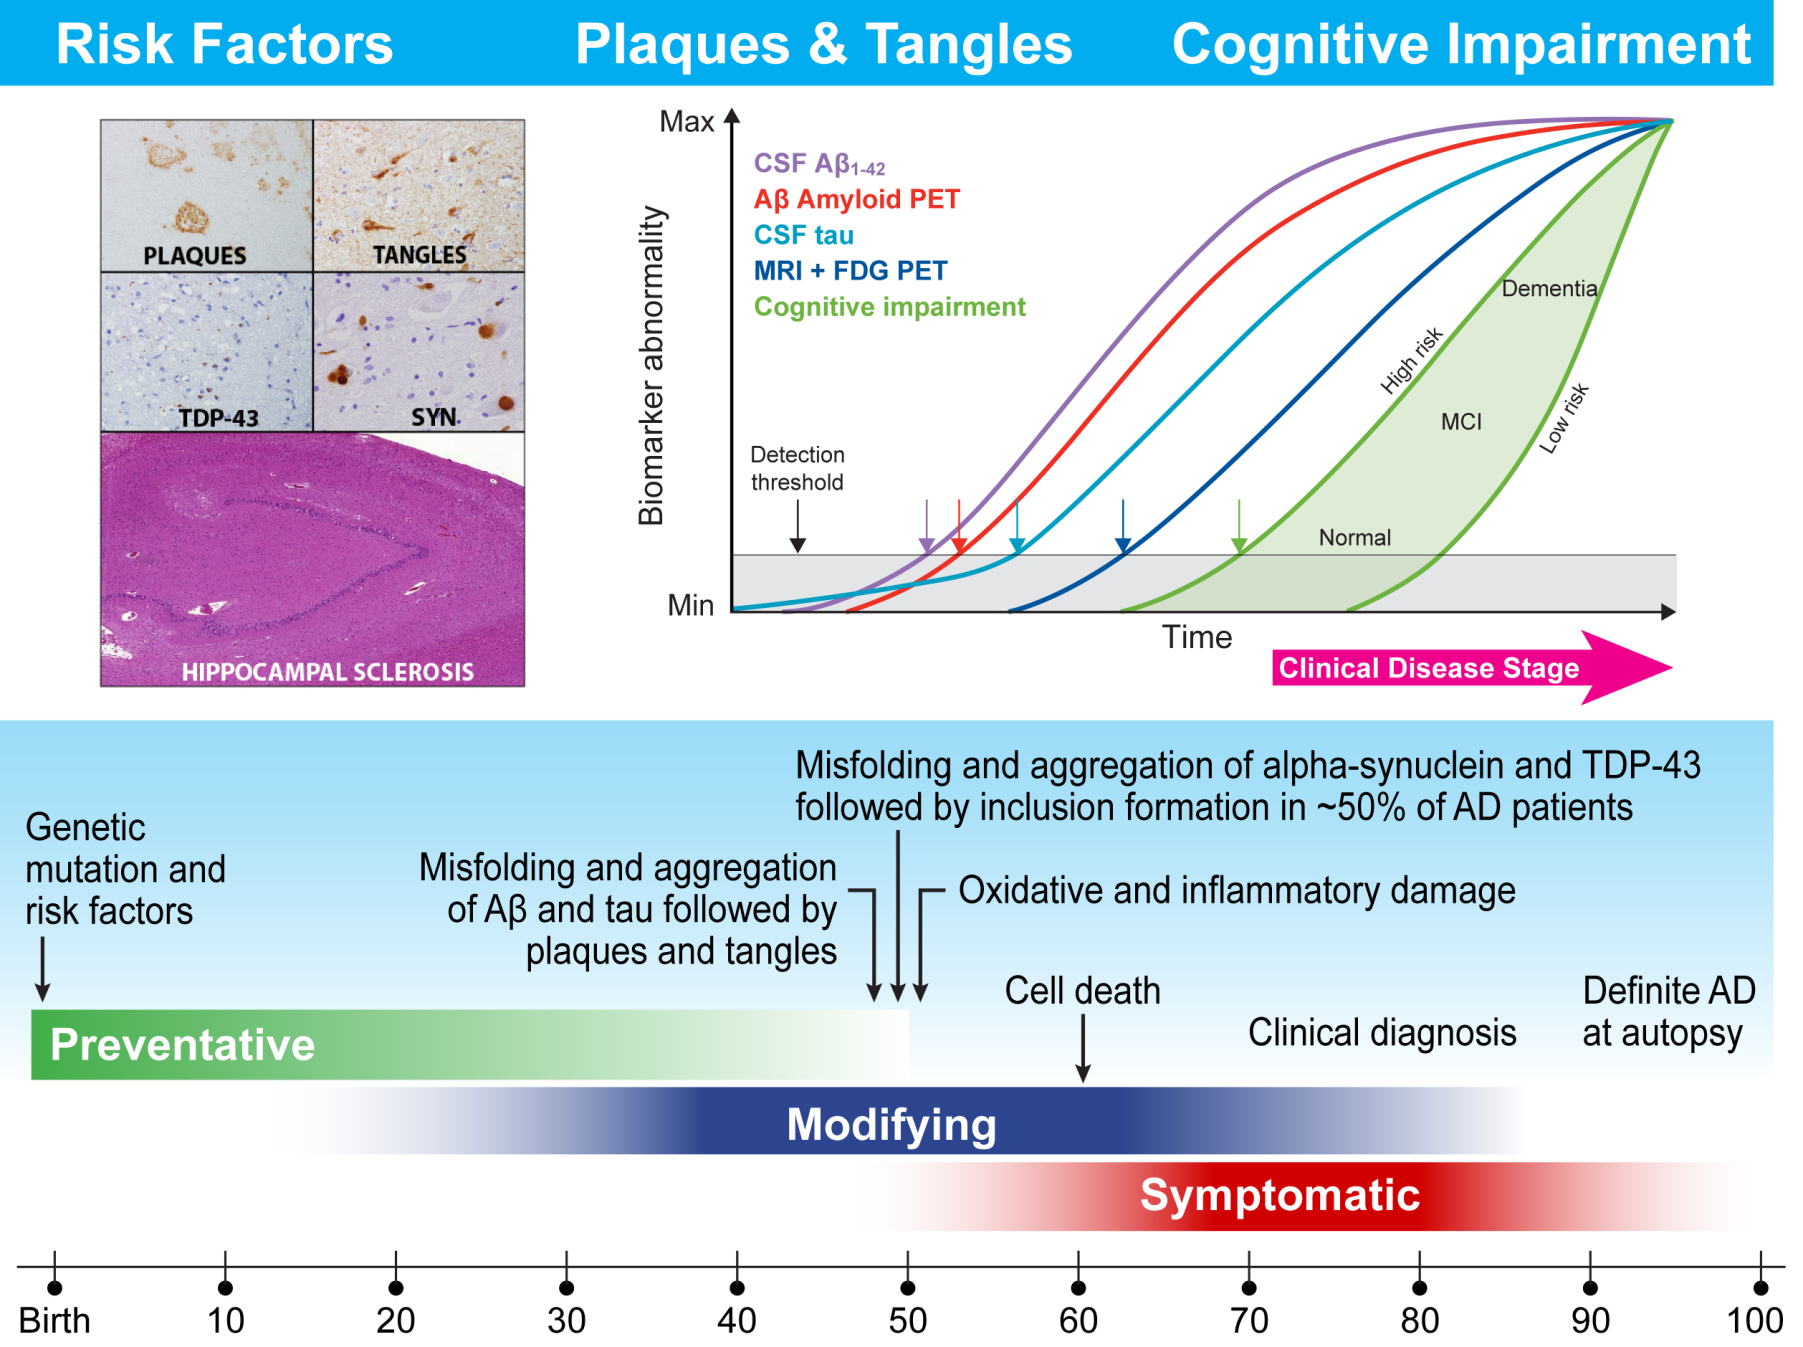 Risk Factors
Plaques & Tangles
Cognitive Impairment
PLAQUES
TANGLES
TDP-43
SYN
HIPPOCAMPAL SCLEROSIS
Max
CSF Aβ1-42
Aβ Amyloid PET
CSF tau
MRI + FDG PET
Cognitive impairment
Biomarker abnormality
Detection
threshold
High risk
Dementia
MCI
Low risk
Normal
Min
Time
Clinical Disease Stage
Misfolding and aggregation of alpha-synuclein and TDP-43
followed by inclusion formation in ~50% of AD patients
Genetic
mutation and
risk factors
Misfolding and aggregation
of Aβ and tau followed by
plaques and tangles
Oxidative and inflammatory damage
Cell death
Clinical diagnosis
Definite AD
at autopsy
Preventative
Modifying
Symptomatic
Birth 10 20 30 40 50 60 70 80 90 100